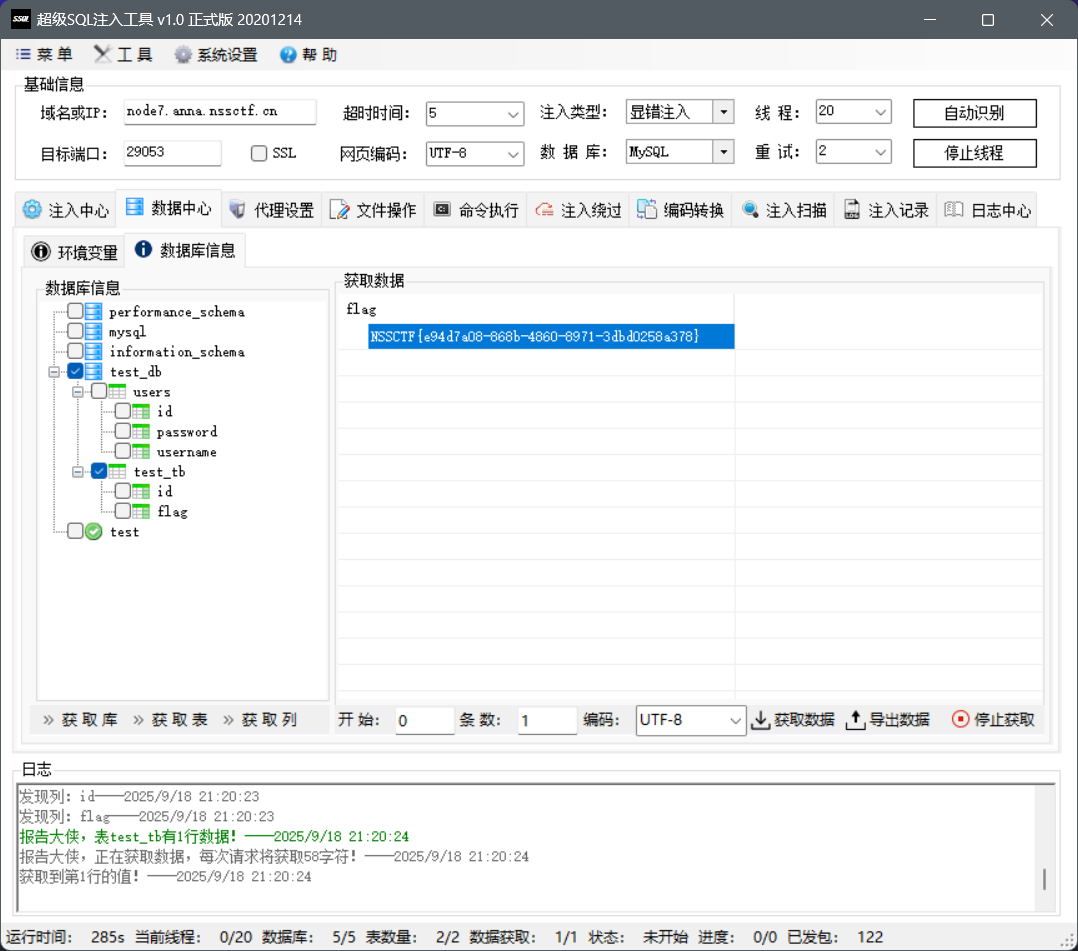 SSQL 超级SQL注入工具 v1.0 正式版 20201214
菜 单 工 具 系统设置 帮 助
基础信息
域名或IP: node7.anna.nssctf.cn 超时时间: 5 注入类型: 显错注入 线 程: 20 自动识别
目标端口: 29053 SSL 网页编码: UTF-8 数 据 库: MySQL 重 试: 2 停止线程
注入中心 数据中心 代理设置 文件操作 命令执行 注入绕过 编码转换 注入扫描 注入记录 日志中心
环境变量 数据库信息
数据库信息
performance_schema
mysql
information_schema
test_db
users
id
password
username
test_tb
id
flag
test
获取数据
flag
NSSCTF{e94d7a08-868b-4860-8971-3dbd0258a378}
获 取 库 获 取 表 获 取 列
开 始: 0 条 数: 1 编码: UTF-8 获取数据 导出数据 停止获取
日志
发现列: id————2025/9/18 21:20:23
发现列: flag————2025/9/18 21:20:23
报告大侠，表test_tb有1行数据! ————2025/9/18 21:20:24
报告大侠，正在获取数据，每次请求将获取58字符! ————2025/9/18 21:20:24
获取到第1行的值! ————2025/9/18 21:20:24
运行时间: 285s 当前线程: 0/20 数据库: 5/5 表数量: 2/2 数据获取: 1/1 状态: 未开始 进度: 0/0 已发包: 122